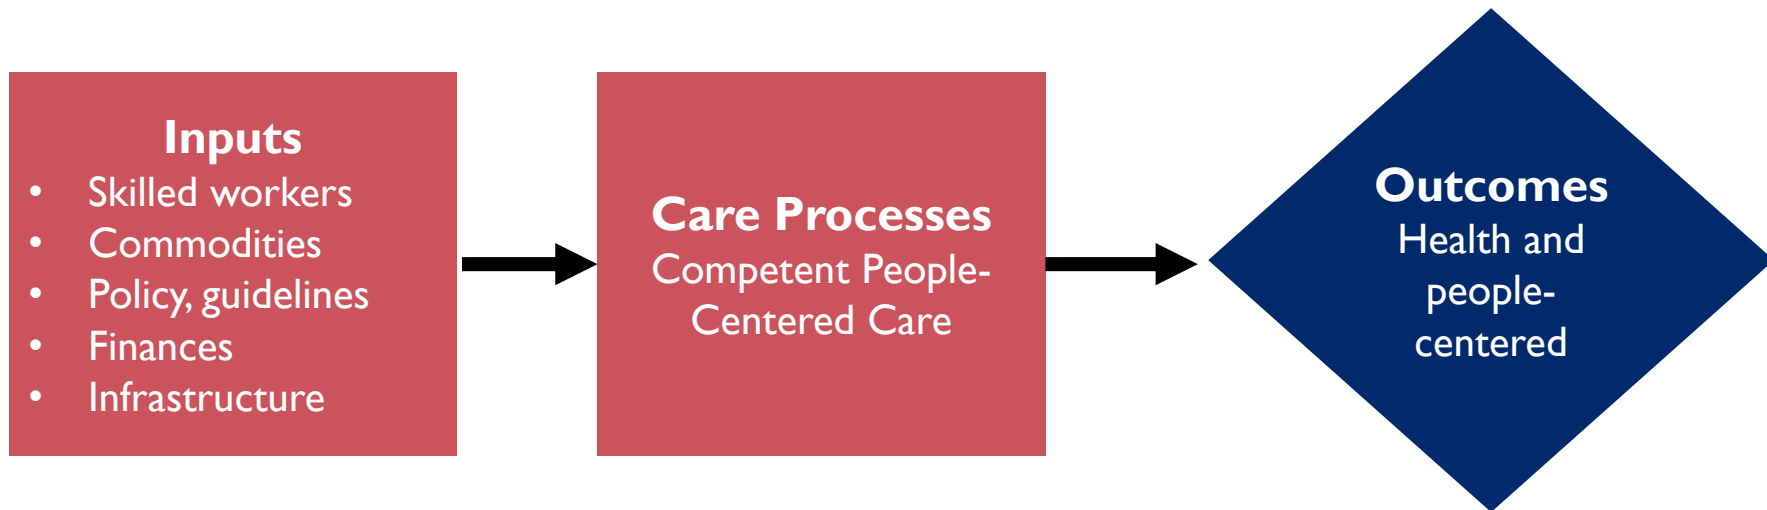 Inputs
• Skilled workers
• Commodities
• Policy, guidelines
• Finances
• Infrastructure
Care Processes
Competent People-
Centered Care
Outcomes
Health and
people-
centered